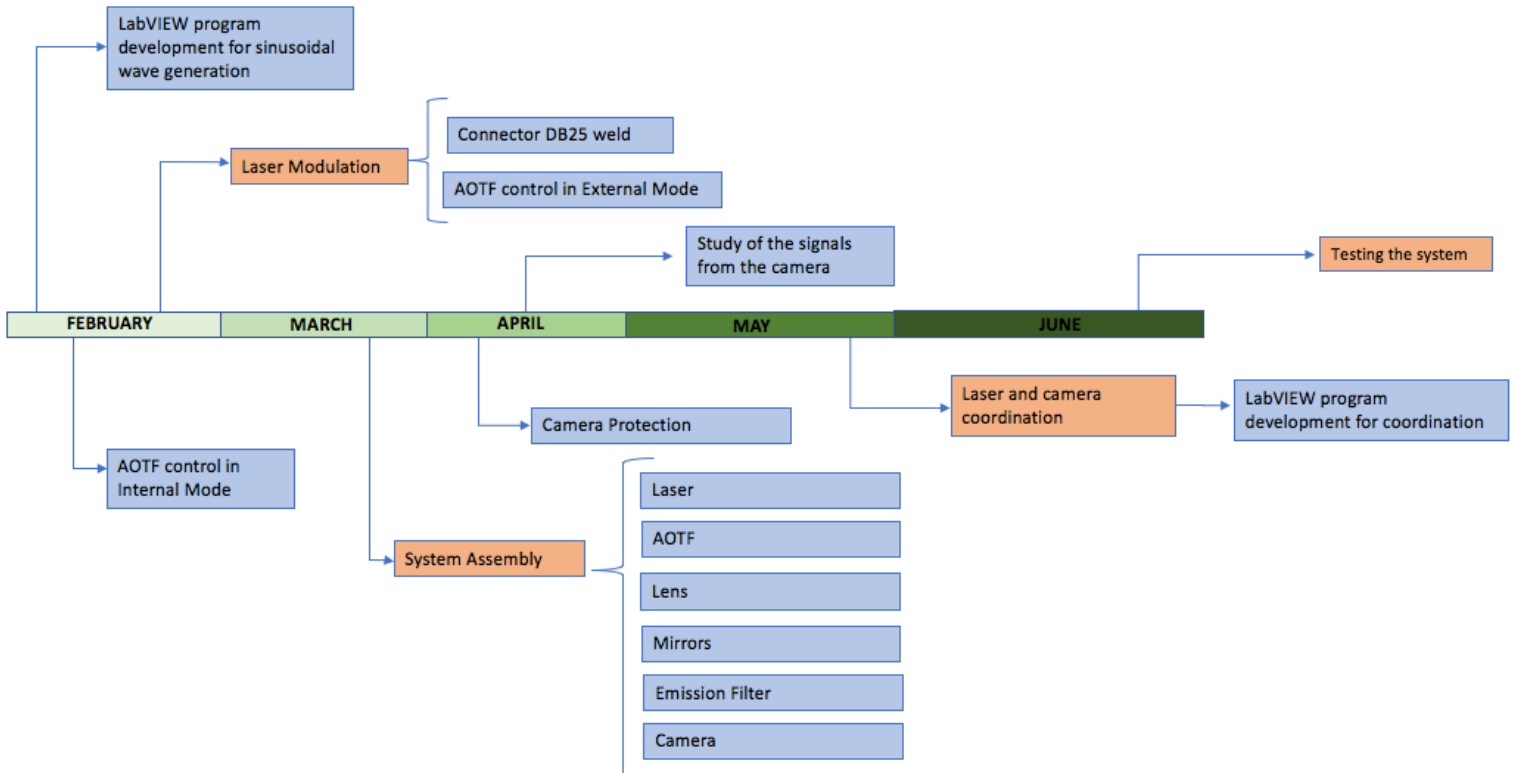 LabVIEW program
development for sinusoidal
wave generation
Connector DB25 weld
Laser Modulation
AOTF control in External Mode
Study of the signals
from the camera
Testing the system
FEBRUARY
MARCH
APRIL
MAY
JUNE
Laser and camera
coordination
LabVIEW program
development for coordination
Camera Protection
AOTF control in
Internal Mode
System Assembly
Laser
AOTF
Lens
Mirrors
Emission Filter
Camera